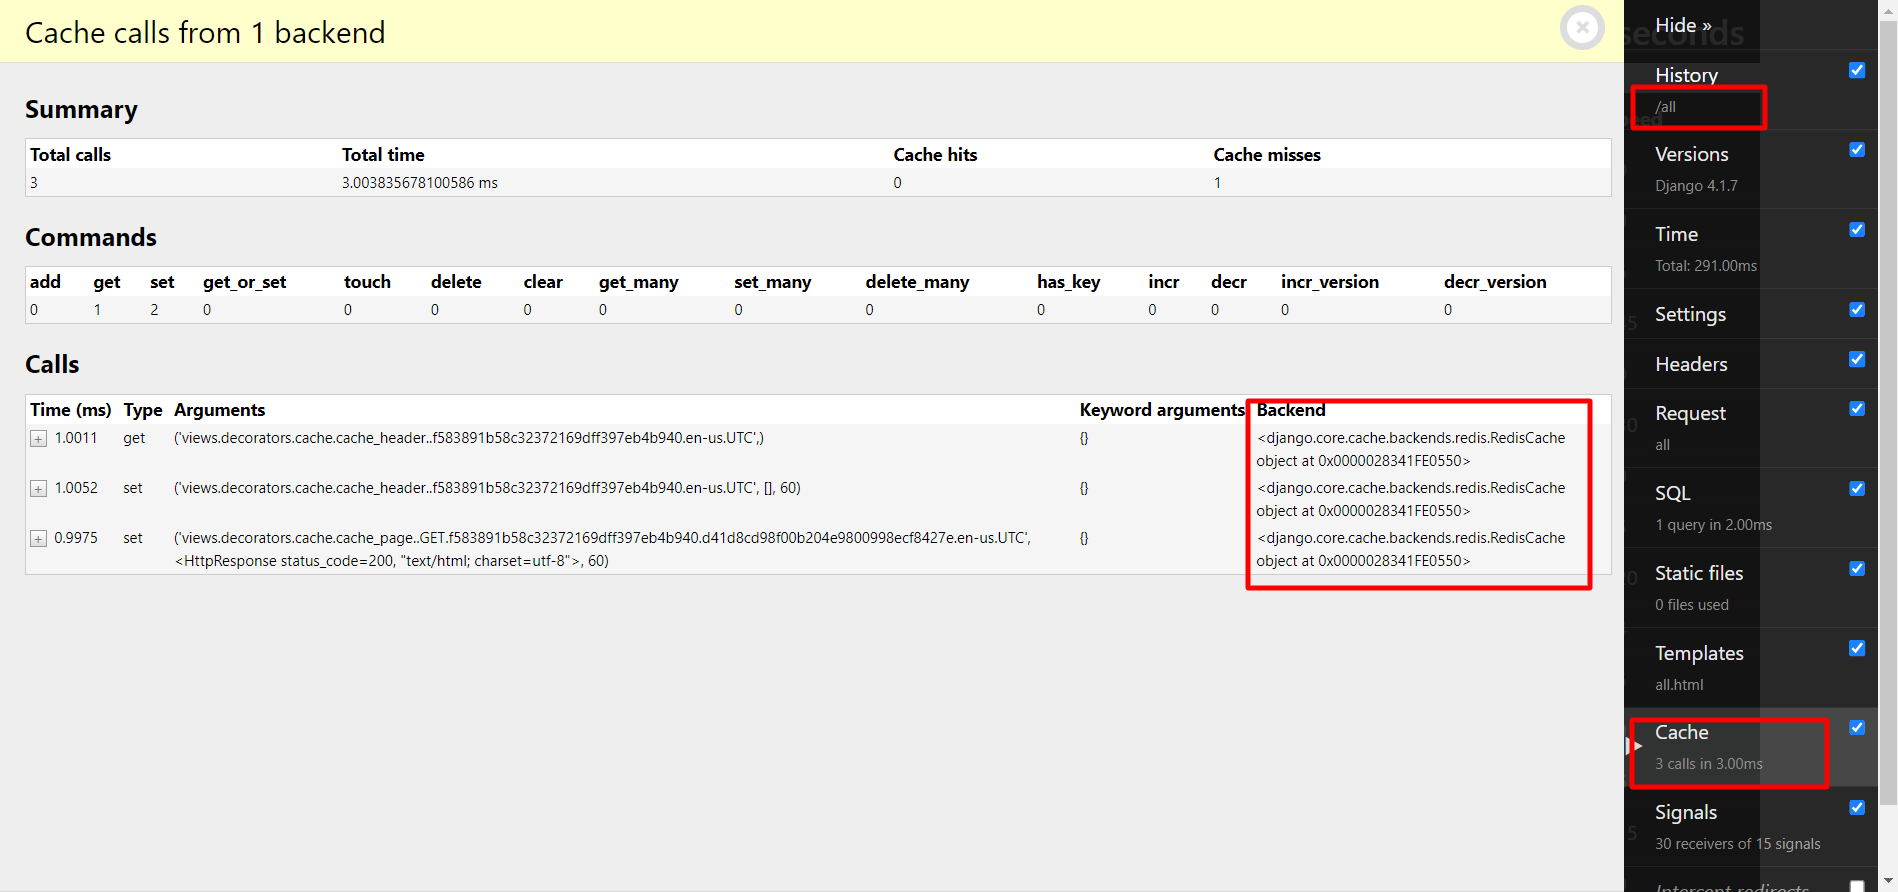 Cache calls from 1 backend
Summary
Total calls Total time Cache hits Cache misses
3 3.003835678100586 ms 0 1
Commands
add get set get_or_set touch delete clear get_many set_many delete_many has_key incr decr incr_version decr_version
0 1 2 0 0 0 0 0 0 0 0 0 0 0 0
Calls
Time (ms) Type Arguments Keyword arguments Backend
+ 1.0011 get ('views.decorators.cache.cache_header..f583891b58c32372169dff397eb4b940.en-us.UTC',) {} <django.core.cache.backends.redis.RedisCache
object at 0x0000028341FE0550>
+ 1.0052 set ('views.decorators.cache.cache_header..f583891b58c32372169dff397eb4b940.en-us.UTC', [], 60) {} <django.core.cache.backends.redis.RedisCache
object at 0x0000028341FE0550>
+ 0.9975 set ('views.decorators.cache.cache_page..GET.f583891b58c32372169dff397eb4b940.d41d8cd98f00b204e9800998ecf8427e.en-us.UTC', {} <django.core.cache.backends.redis.RedisCache
<HttpResponse status_code=200, "text/html; charset=utf-8">, 60) object at 0x0000028341FE0550>
Hide »
seconds
History
/all
Versions
Django 4.1.7
Time
Total: 291.00ms
Settings
Headers
Request
all
SQL
1 query in 2.00ms
Static files
0 files used
Templates
all.html
Cache
3 calls in 3.00ms
Signals
30 receivers of 15 signals
Intercept redirects